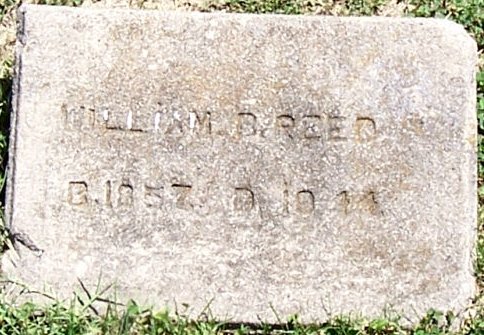 WILLIAM B. REED
B. 1857. D. 1944